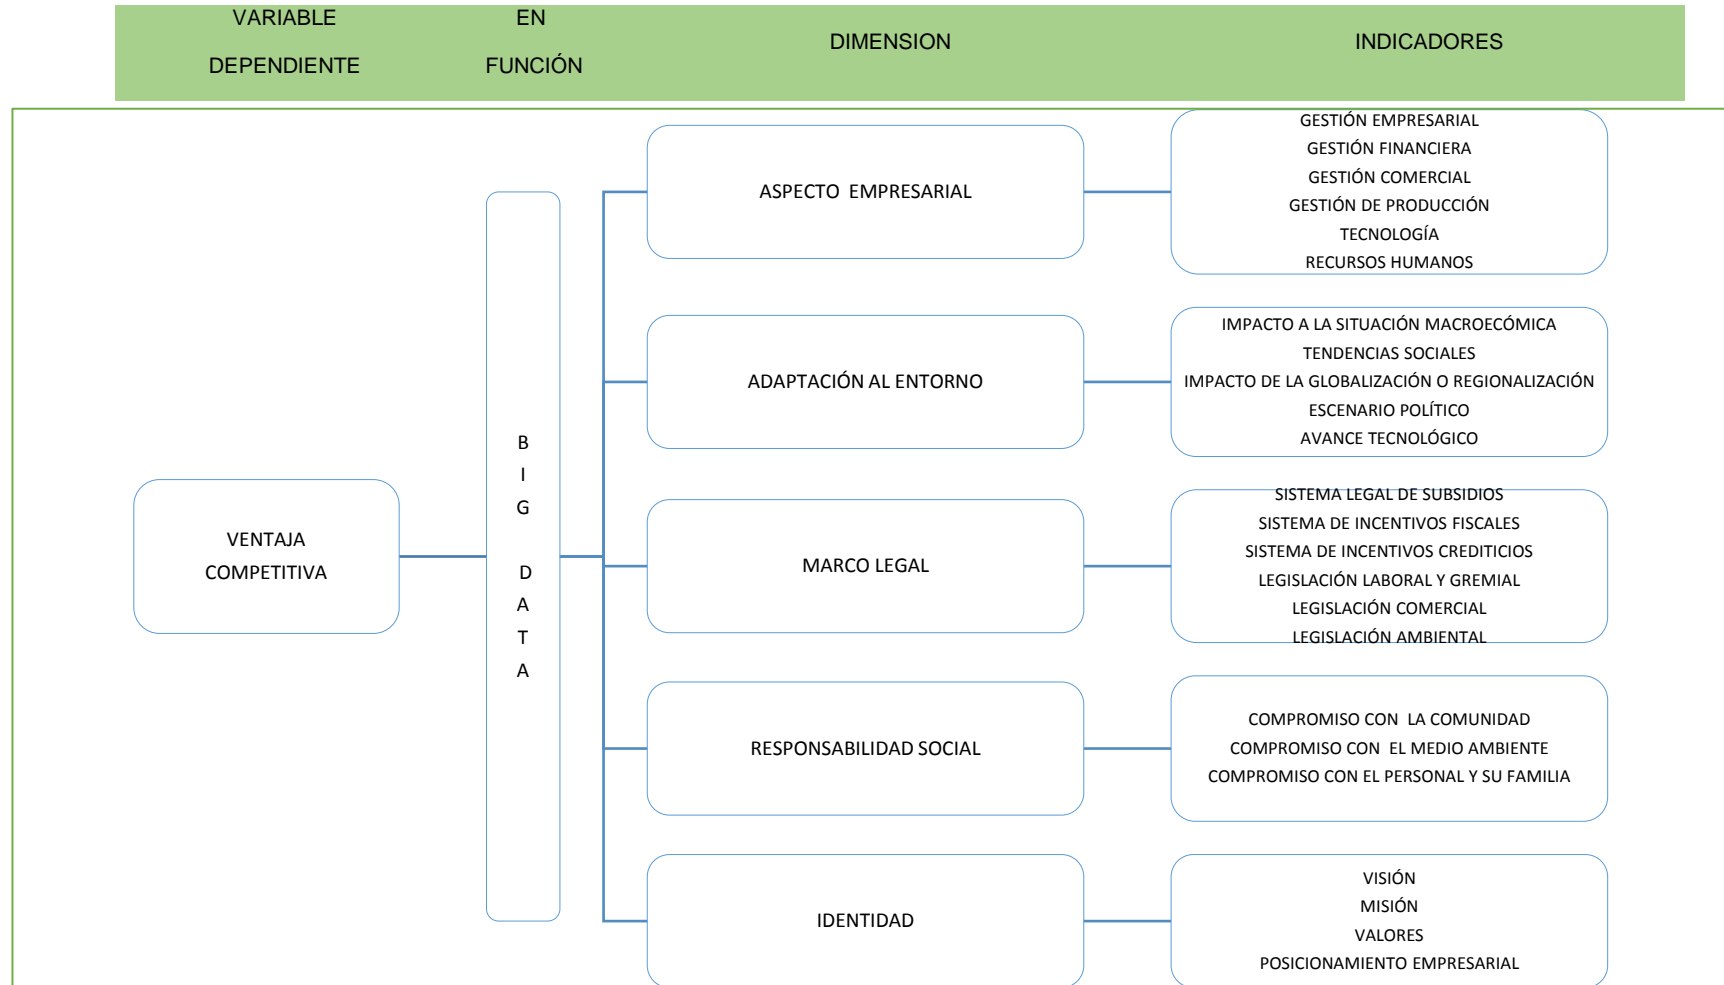 VARIABLE
DEPENDIENTE
EN
FUNCIÓN
DIMENSION
INDICADORES
VENTAJA
COMPETITIVA
B
I
G
D
A
T
A
ASPECTO EMPRESARIAL
GESTIÓN EMPRESARIAL
GESTIÓN FINANCIERA
GESTIÓN COMERCIAL
GESTIÓN DE PRODUCCIÓN
TECNOLOGÍA
RECURSOS HUMANOS
ADAPTACIÓN AL ENTORNO
IMPACTO A LA SITUACIÓN MACROECÓMICA
TENDENCIAS SOCIALES
IMPACTO DE LA GLOBALIZACIÓN O REGIONALIZACIÓN
ESCENARIO POLÍTICO
AVANCE TECNOLÓGICO
MARCO LEGAL
SISTEMA LEGAL DE SUBSIDIOS
SISTEMA DE INCENTIVOS FISCALES
SISTEMA DE INCENTIVOS CREDITICIOS
LEGISLACIÓN LABORAL Y GREMIAL
LEGISLACIÓN COMERCIAL
LEGISLACIÓN AMBIENTAL
RESPONSABILIDAD SOCIAL
COMPROMISO CON LA COMUNIDAD
COMPROMISO CON EL MEDIO AMBIENTE
COMPROMISO CON EL PERSONAL Y SU FAMILIA
IDENTIDAD
VISIÓN
MISIÓN
VALORES
POSICIONAMIENTO EMPRESARIAL